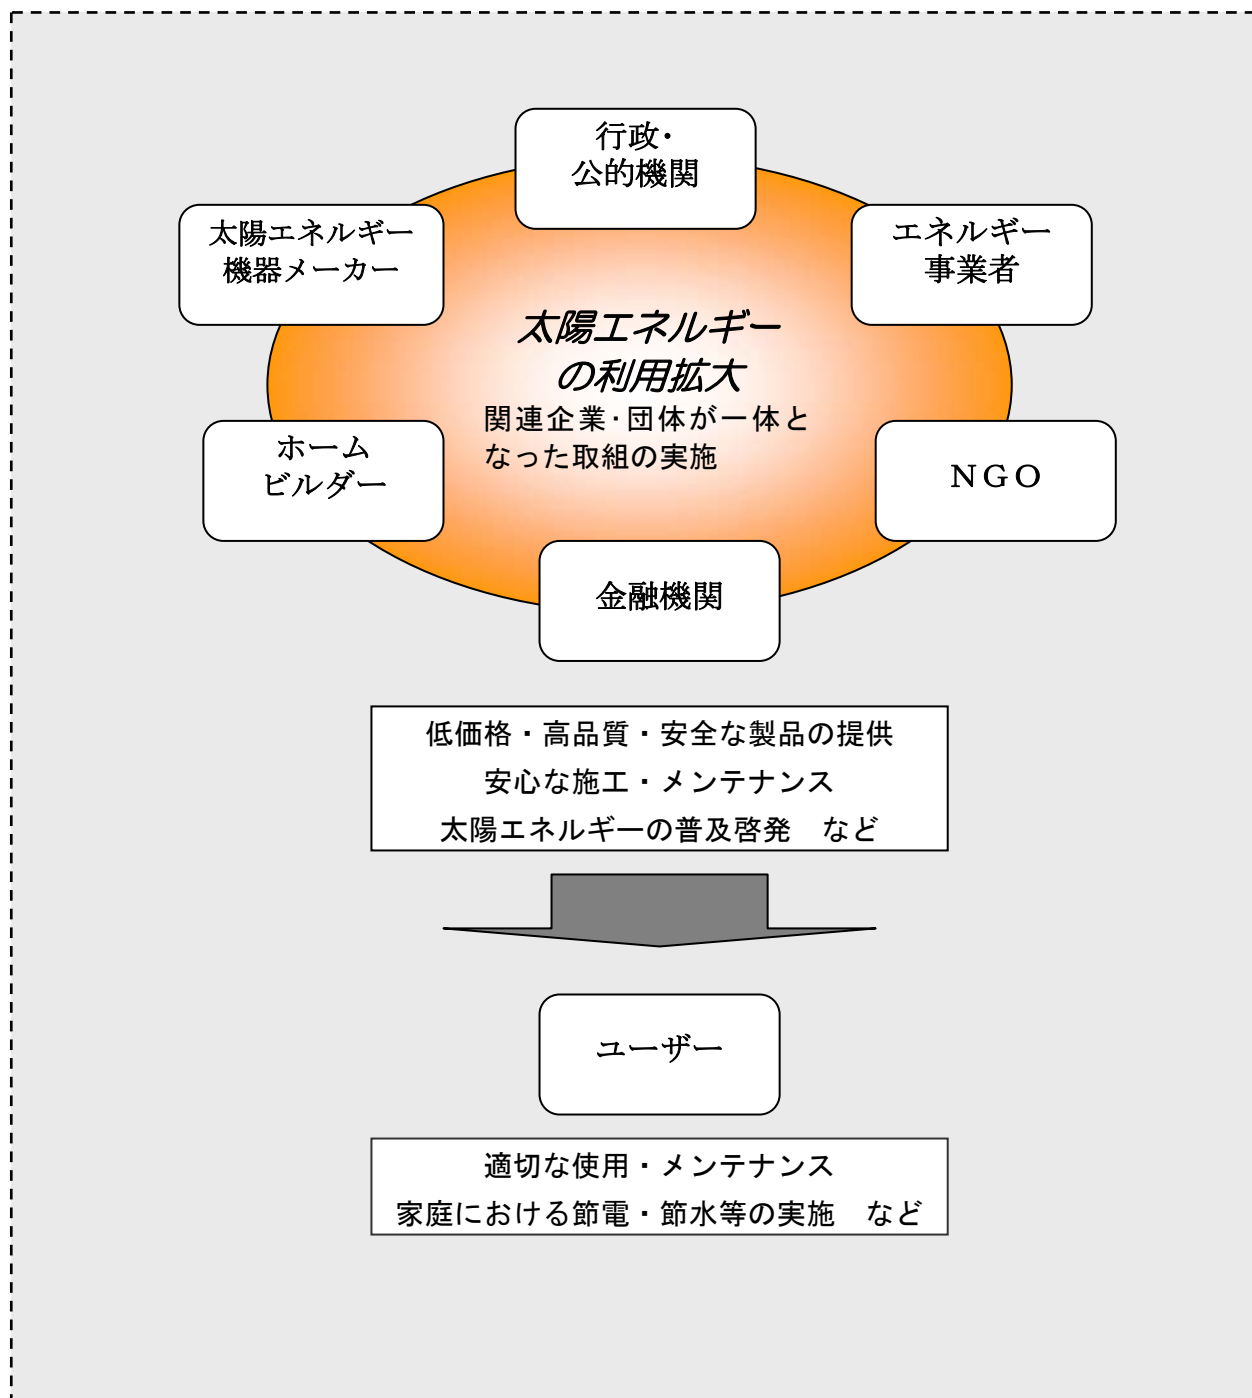 行政・
公的機関
太陽エネルギー
機器メーカー
エネルギー
事業者
太陽エネルギー
の利用拡大
関連企業・団体が一体と
なった取組の実施
ホーム
ビルダー
ＮＧＯ
金融機関
低価格・高品質・安全な製品の提供
安心な施工・メンテナンス
太陽エネルギーの普及啓発　など
ユーザー
適切な使用・メンテナンス
家庭における節電・節水等の実施　など